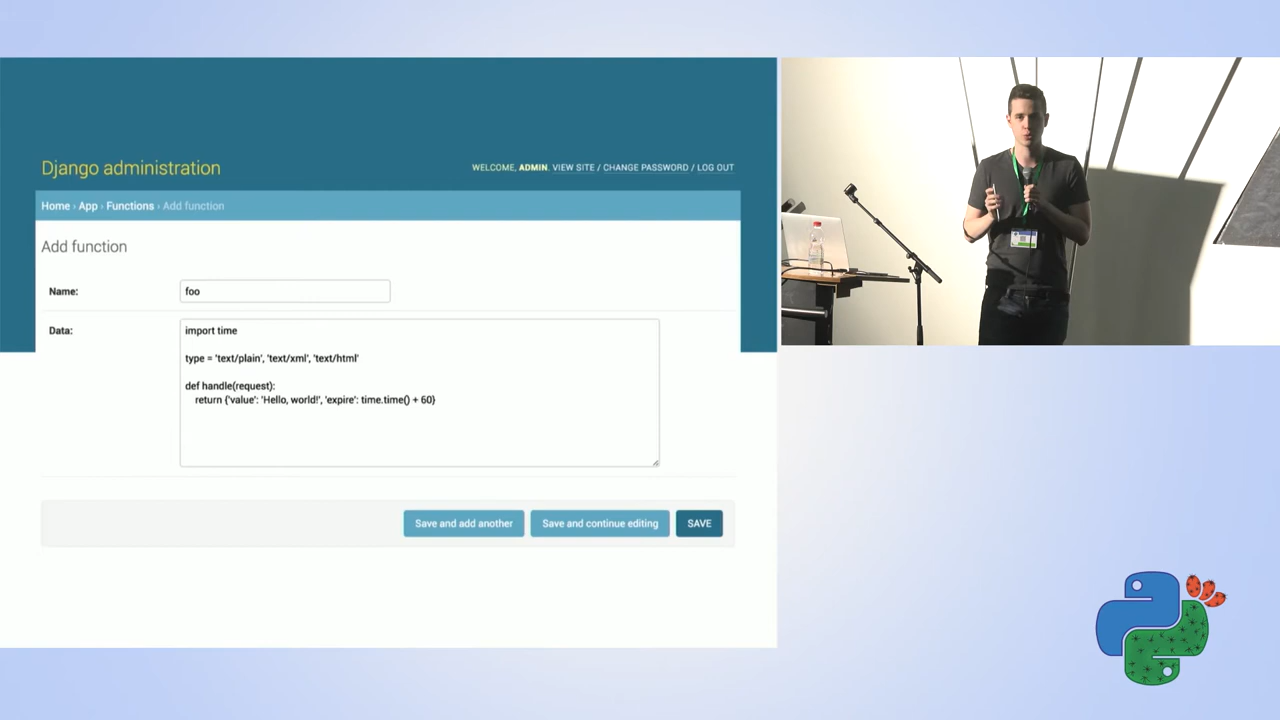 Django administration
WELCOME, ADMIN. VIEW SITE / CHANGE PASSWORD / LOG OUT
Home › App › Functions › Add function
Add function
Name:
foo
Data:
import time
type = 'text/plain', 'text/xml', 'text/html'
def handle(request):
return {'value': 'Hello, world!', 'expire': time.time() + 60}
Save and add another
Save and continue editing
SAVE